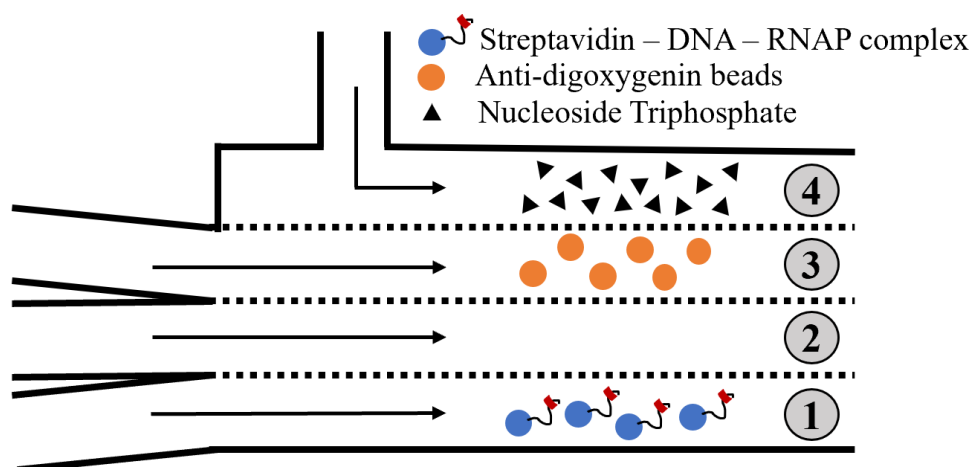 Streptavidin – DNA – RNAP complex
Anti-digoxygenin beads
Nucleoside Triphosphate
4
3
2
1